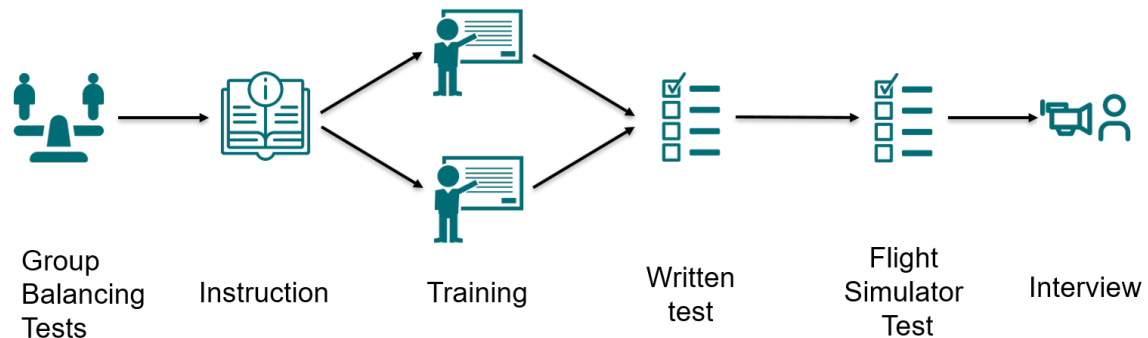 Group
Balancing
Tests
Instruction
Training
Written
test
Flight
Simulator
Test
Interview